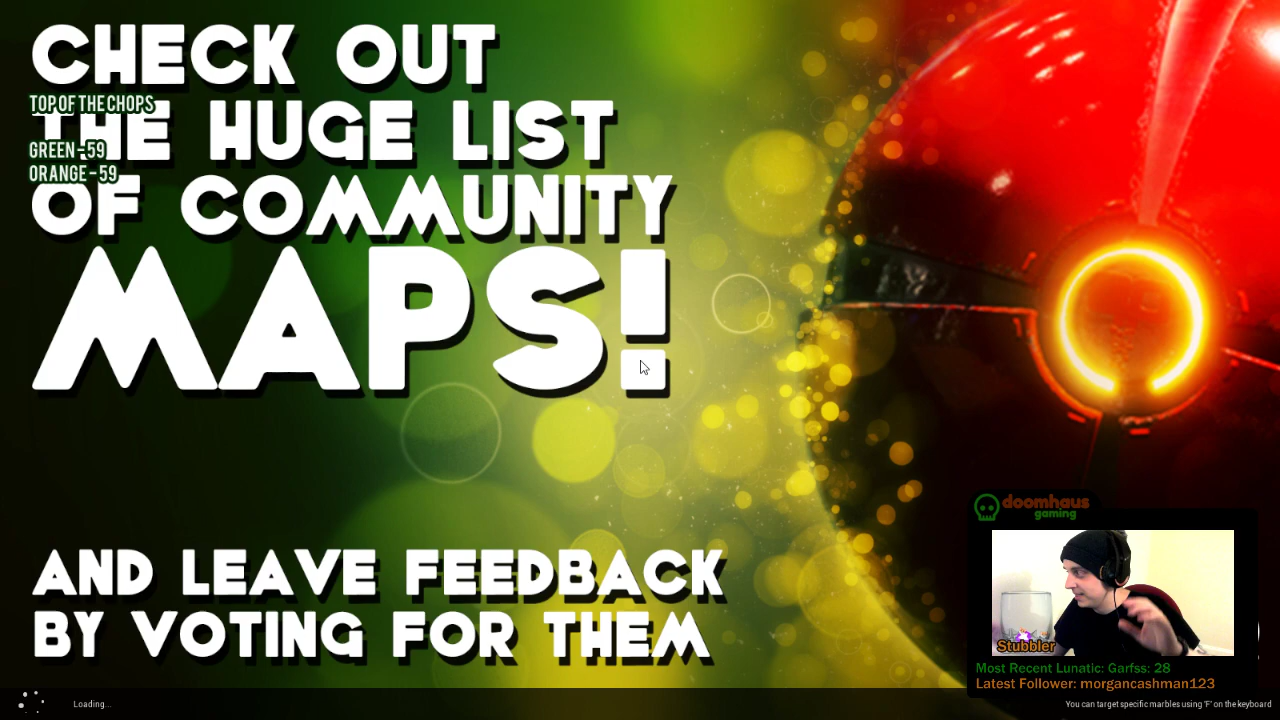 CHECK OUT
TOP OF THE CHOPS
THE HUGE LIST
GREEN - 59
ORANGE - 59
OF COMMUNITY
MAPS!
AND LEAVE FEEDBACK
BY VOTING FOR THEM
doomhaus
gaming
Stubbler
Most Recent Lunatic: Garfss: 28
Latest Follower: morgancashman123
Loading...
You can target specific marbles using 'F' on the keyboard